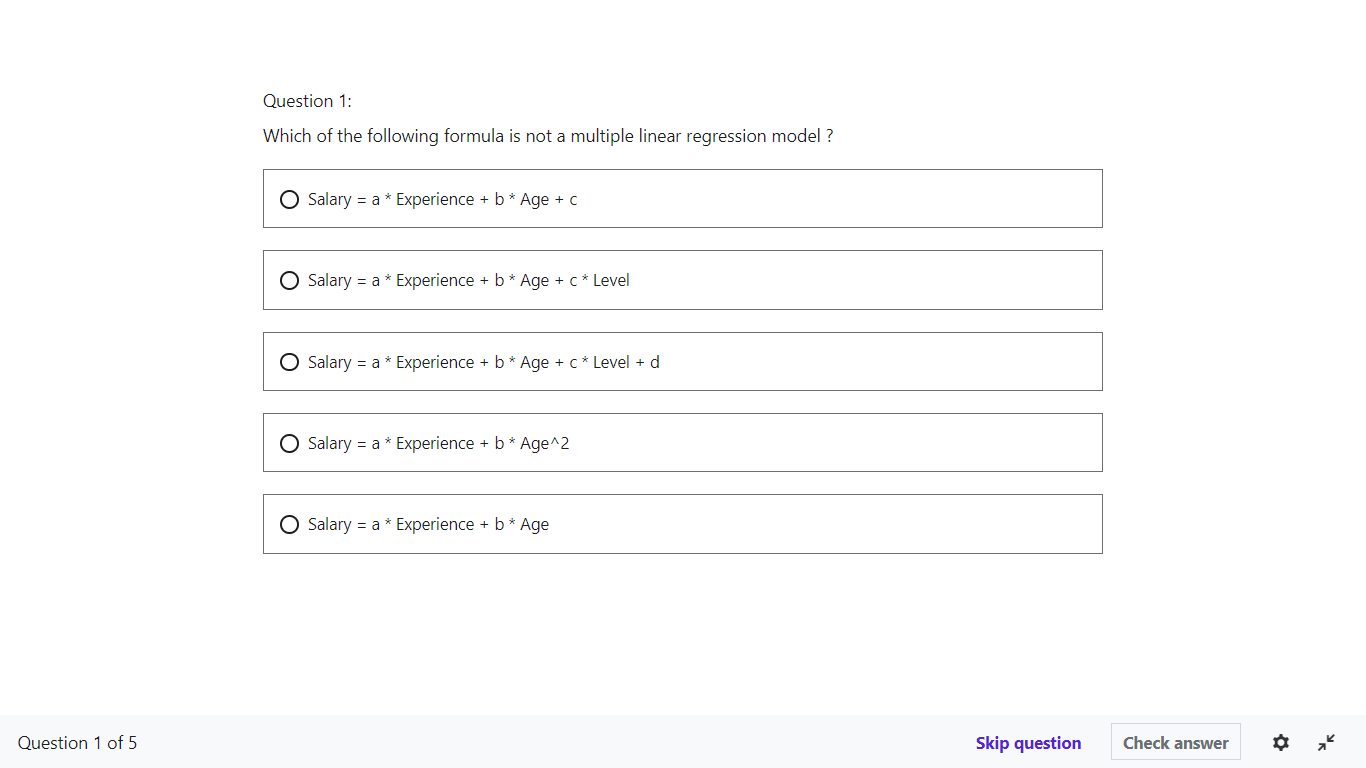 Question 1:
Which of the following formula is not a multiple linear regression model ?
Salary = a * Experience + b * Age + c
Salary = a * Experience + b * Age + c * Level
Salary = a * Experience + b * Age + c * Level + d
Salary = a * Experience + b * Age^2
Salary = a * Experience + b * Age
Question 1 of 5
Skip question
Check answer